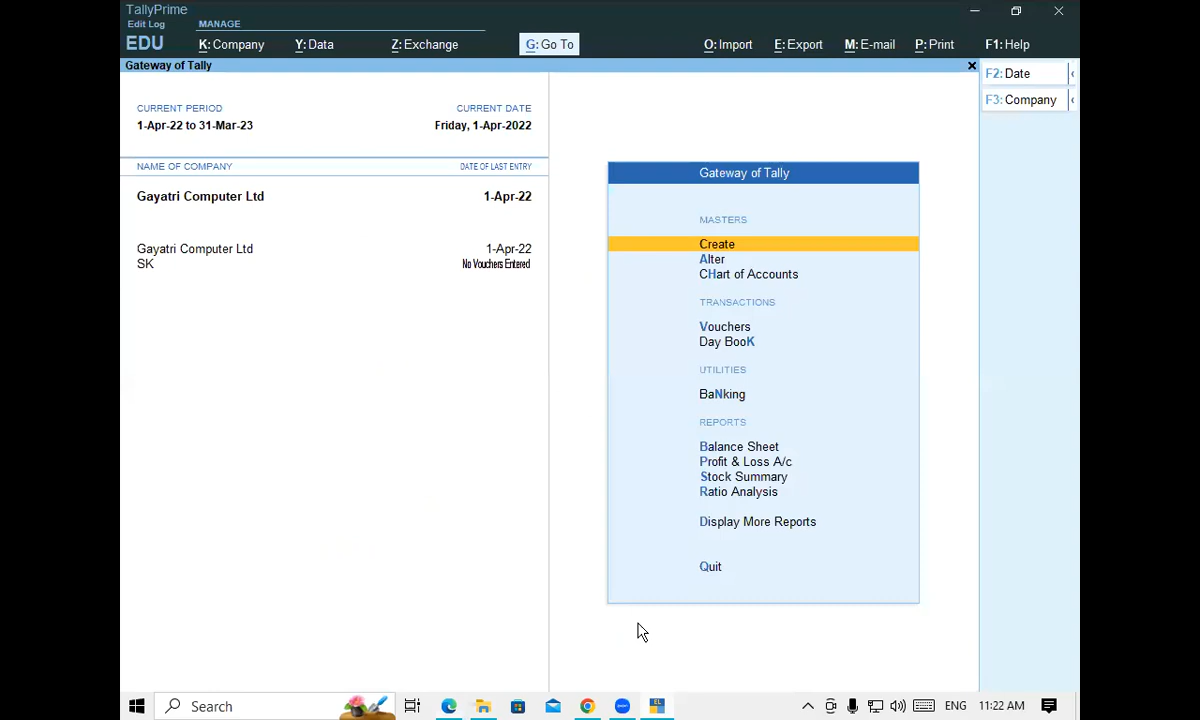 TallyPrime
Edit Log
MANAGE
EDU
K: Company
Y: Data
Z: Exchange
G: Go To
O: Import
E: Export
M: E-mail
P: Print
F1: Help
Gateway of Tally
F2: Date
F3: Company
CURRENT PERIOD
CURRENT DATE
1-Apr-22 to 31-Mar-23
Friday, 1-Apr-2022
NAME OF COMPANY
DATE OF LAST ENTRY
Gayatri Computer Ltd
1-Apr-22
Gayatri Computer Ltd
1-Apr-22
SK
No Vouchers Entered
Gateway of Tally
MASTERS
Create
Alter
CHart of Accounts
TRANSACTIONS
Vouchers
Day BooK
UTILITIES
BaNking
REPORTS
Balance Sheet
Profit & Loss A/c
Stock Summary
Ratio Analysis
Display More Reports
Quit
Search
ENG
11:22 AM